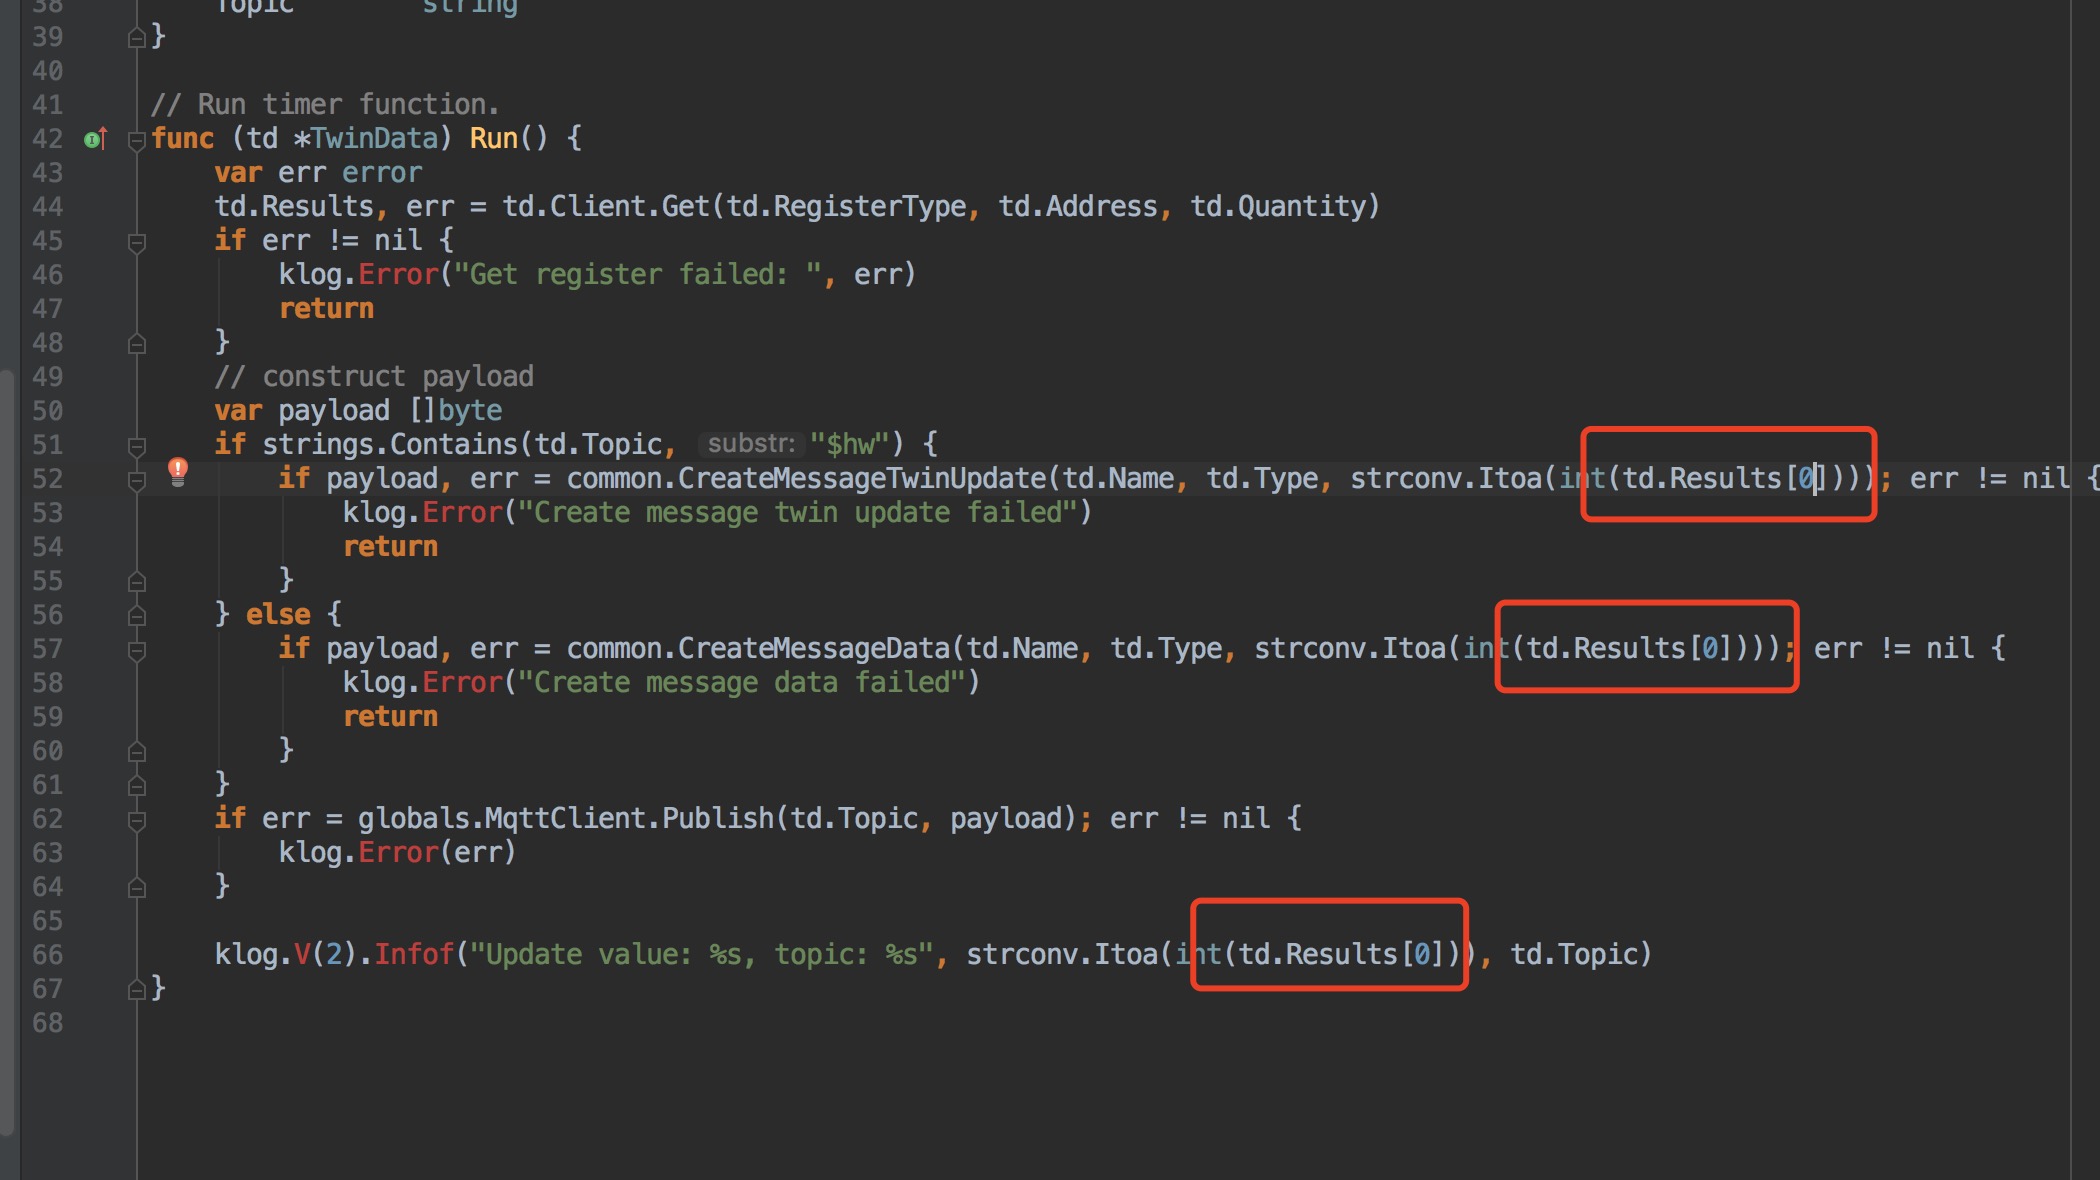 38 Topic string
39 }
40
41 // Run timer function.
42 func (td *TwinData) Run() {
43 var err error
44 td.Results, err = td.Client.Get(td.RegisterType, td.Address, td.Quantity)
45 if err != nil {
46 klog.Error("Get register failed: ", err)
47 return
48 }
49 // construct payload
50 var payload []byte
51 if strings.Contains(td.Topic, substr: "$hw") {
52 if payload, err = common.CreateMessageTwinUpdate(td.Name, td.Type, strconv.Itoa(int(td.Results[0]))); err != nil {
53 klog.Error("Create message twin update failed")
54 return
55 }
56 } else {
57 if payload, err = common.CreateMessageData(td.Name, td.Type, strconv.Itoa(int(td.Results[0]))); err != nil {
58 klog.Error("Create message data failed")
59 return
60 }
61 }
62 if err = globals.MqttClient.Publish(td.Topic, payload); err != nil {
63 klog.Error(err)
64 }
65
66 klog.V(2).Infof("Update value: %s, topic: %s", strconv.Itoa(int(td.Results[0])), td.Topic)
67 }
68